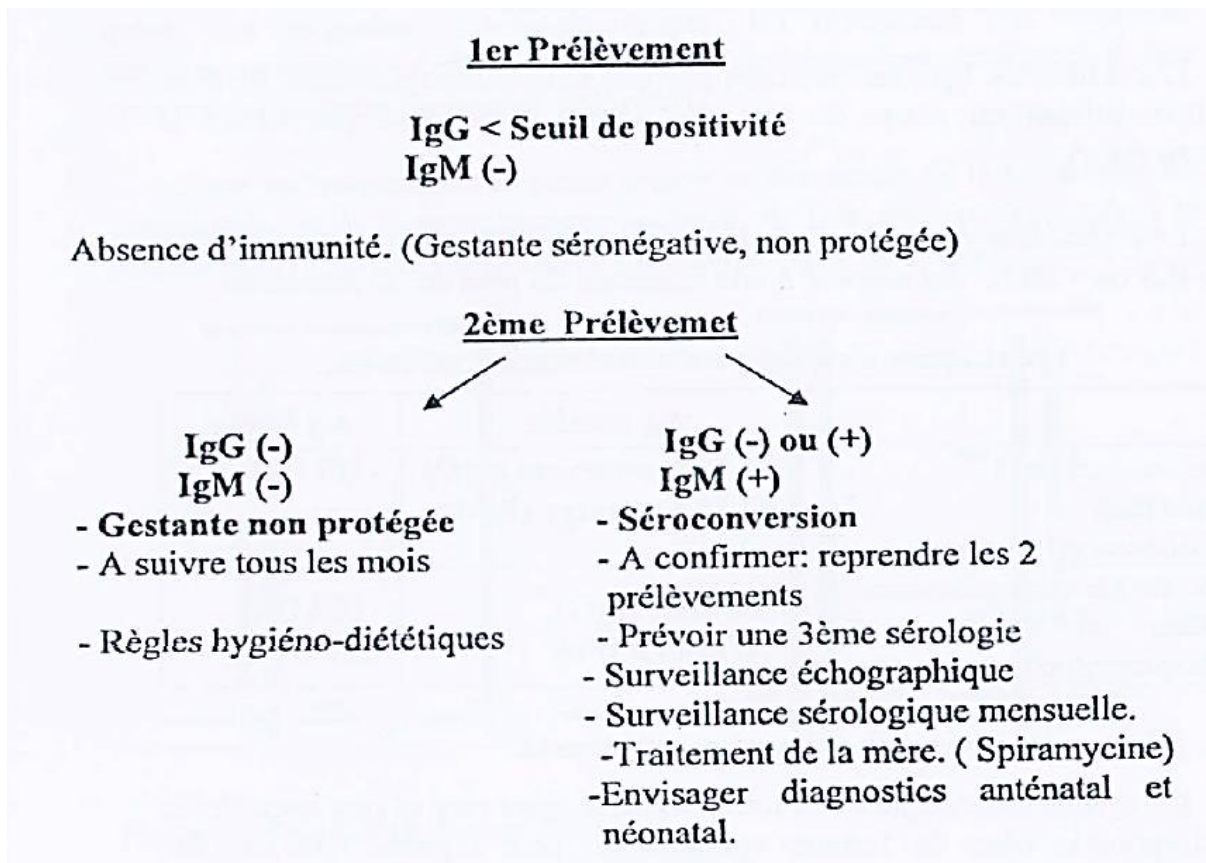 1er Prélèvement
IgG < Seuil de positivité
IgM (-)
Absence d'immunité. (Gestante séronégative, non protégée)
2ème Prélèvemet
IgG (-)
IgM (-)
- Gestante non protégée
- A suivre tous les mois
- Règles hygiéno-diététiques
IgG (-) ou (+)
IgM (+)
- Séroconversion
- A confirmer: reprendre les 2
prélèvements
- Prévoir une 3ème sérologie
- Surveillance échographique
- Surveillance sérologique mensuelle.
-Traitement de la mère. ( Spiramycine)
-Envisager diagnostics anténatal et
néonatal.